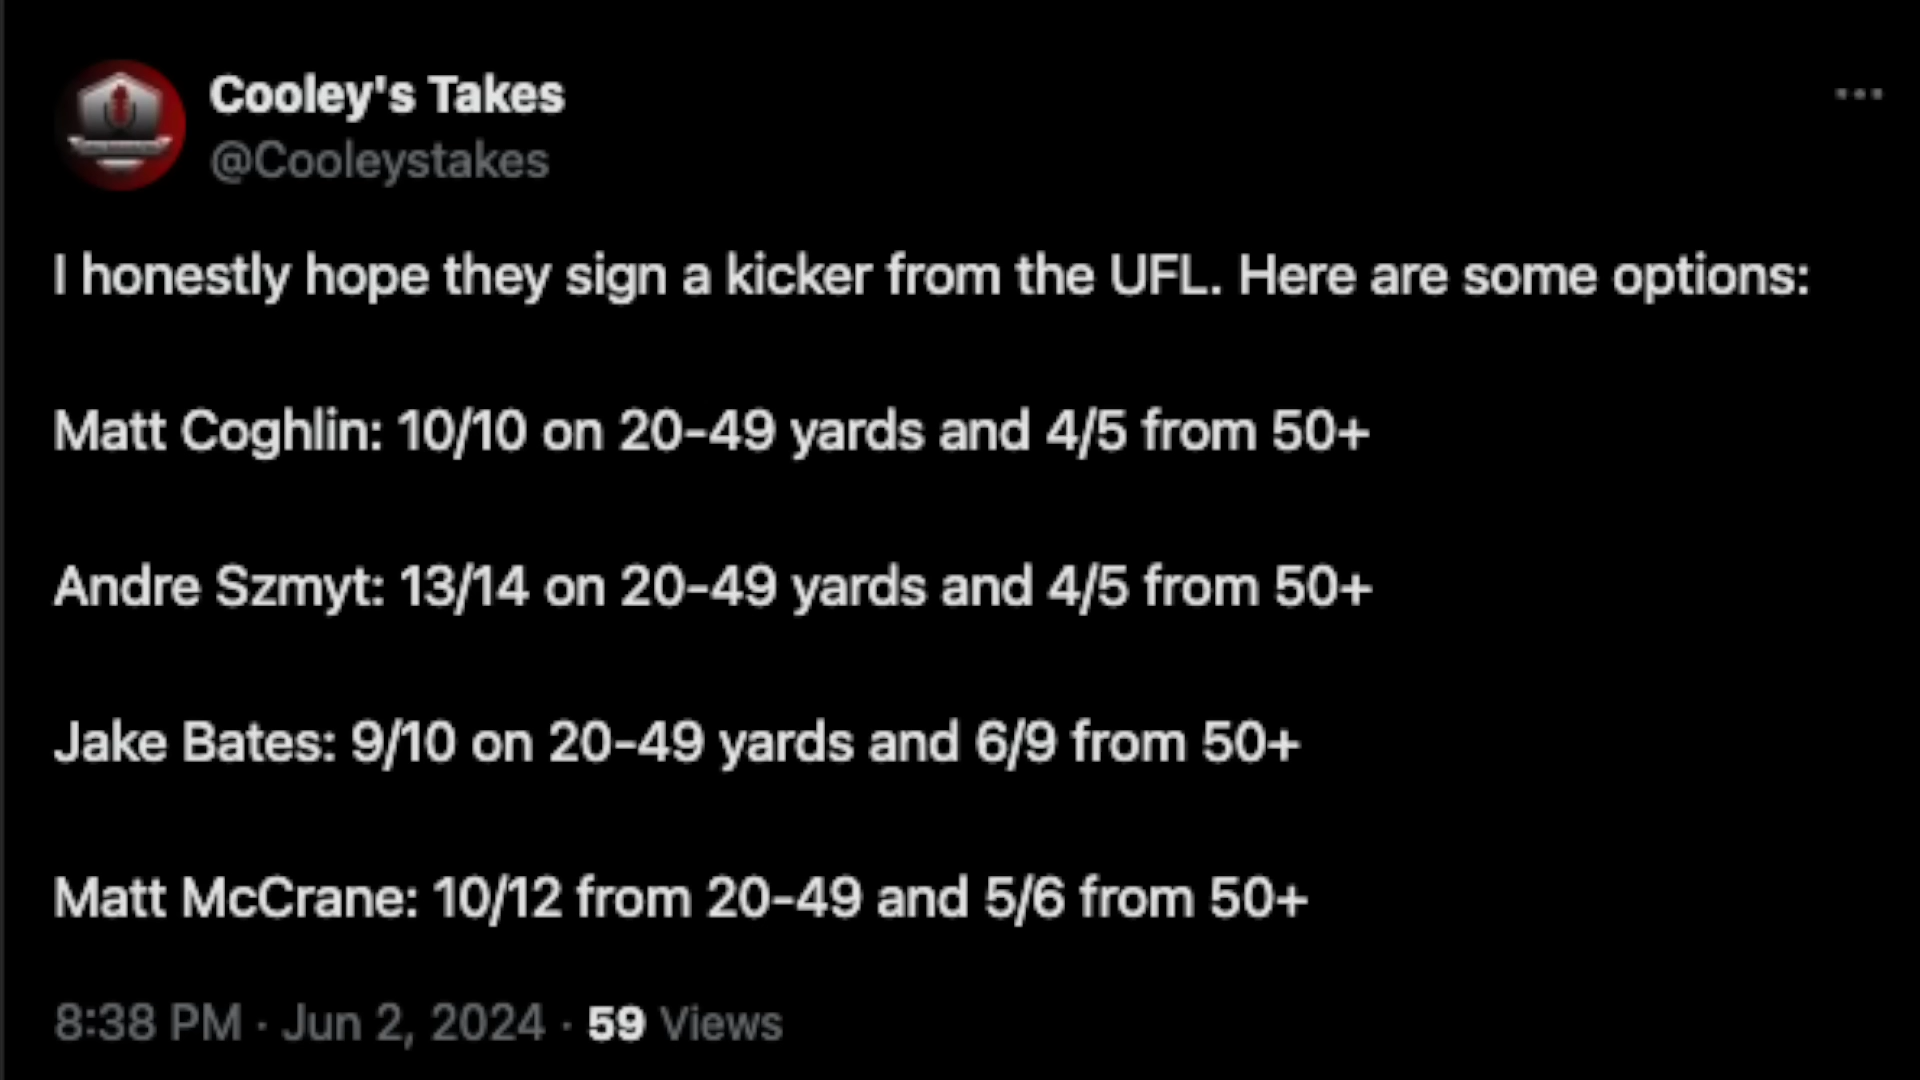 Cooley's Takes
@Cooleystakes
I honestly hope they sign a kicker from the UFL. Here are some options:
Matt Coghlin: 10/10 on 20-49 yards and 4/5 from 50+
Andre Szmyt: 13/14 on 20-49 yards and 4/5 from 50+
Jake Bates: 9/10 on 20-49 yards and 6/9 from 50+
Matt McCrane: 10/12 from 20-49 and 5/6 from 50+
8:38 PM · Jun 2, 2024 · 59 Views